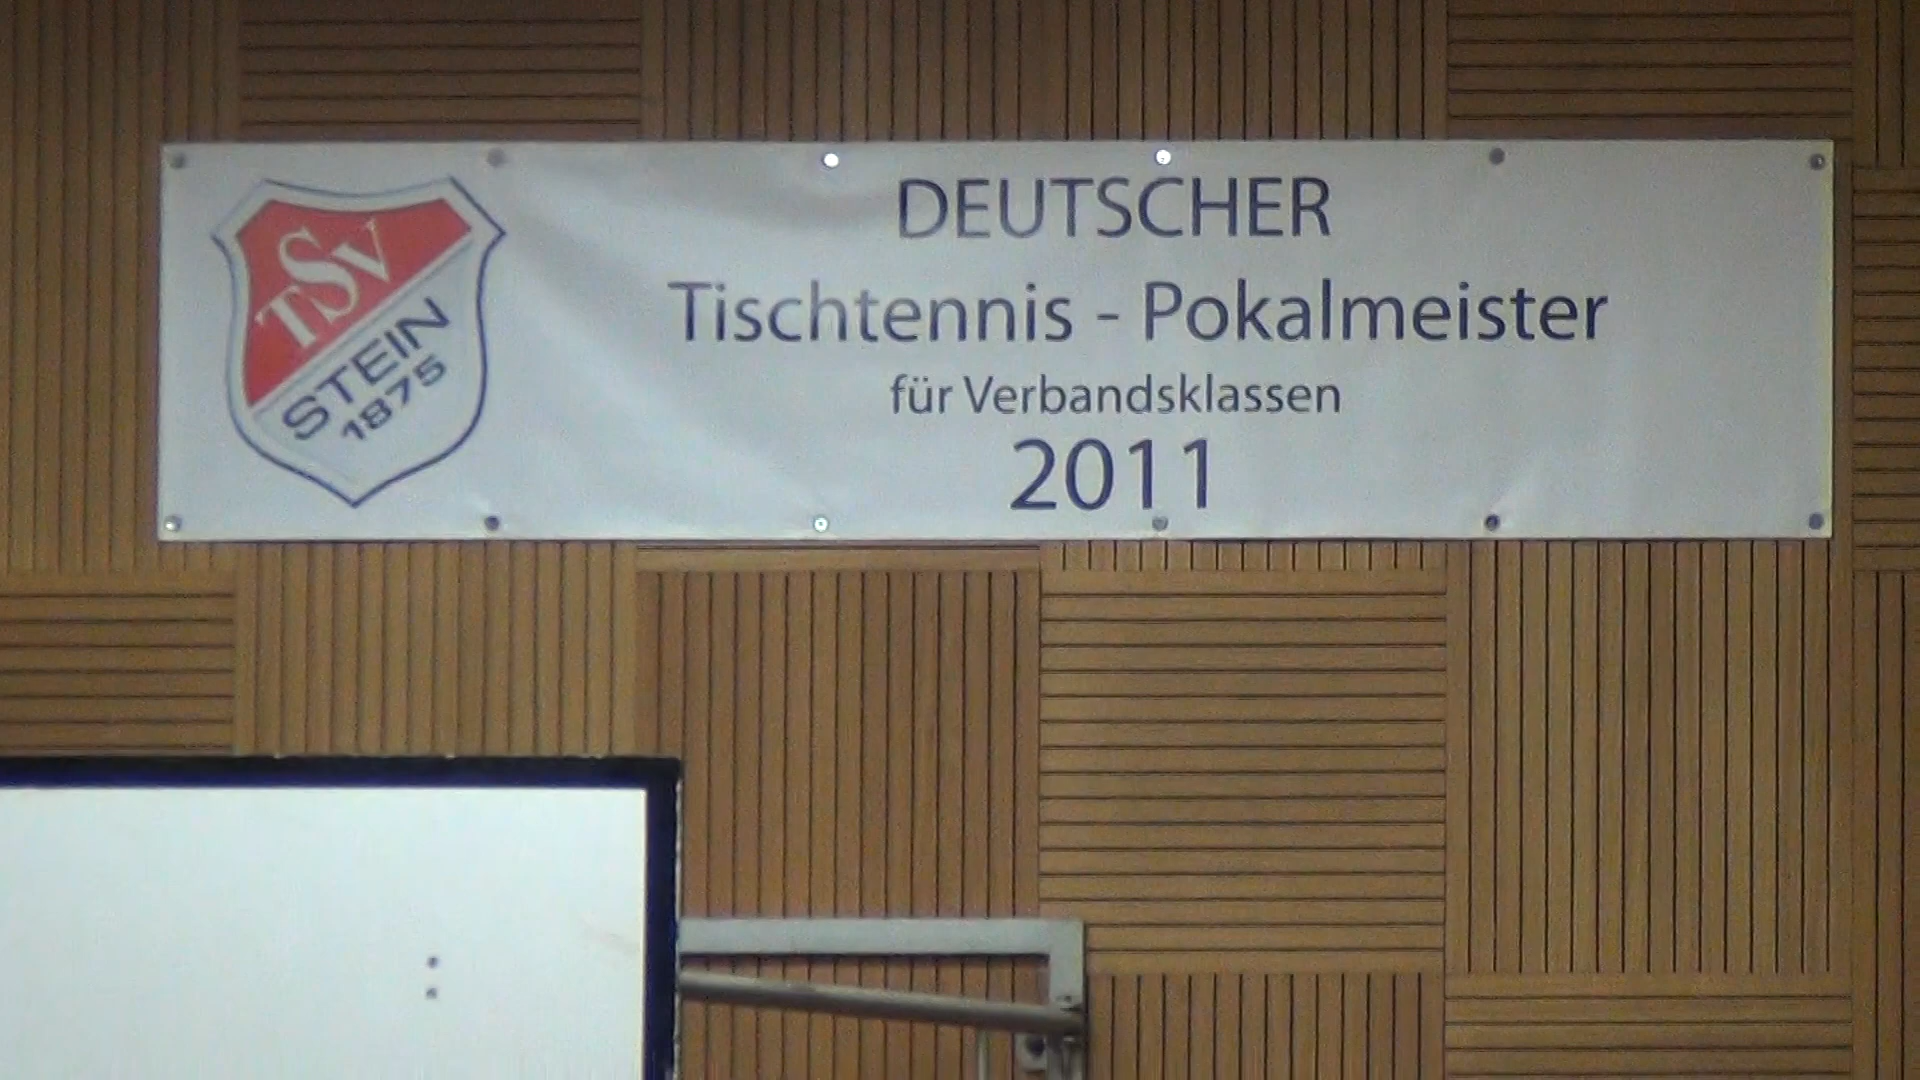 TSV
STEIN
1875
DEUTSCHER
Tischtennis - Pokalmeister
für Verbandsklassen
2011